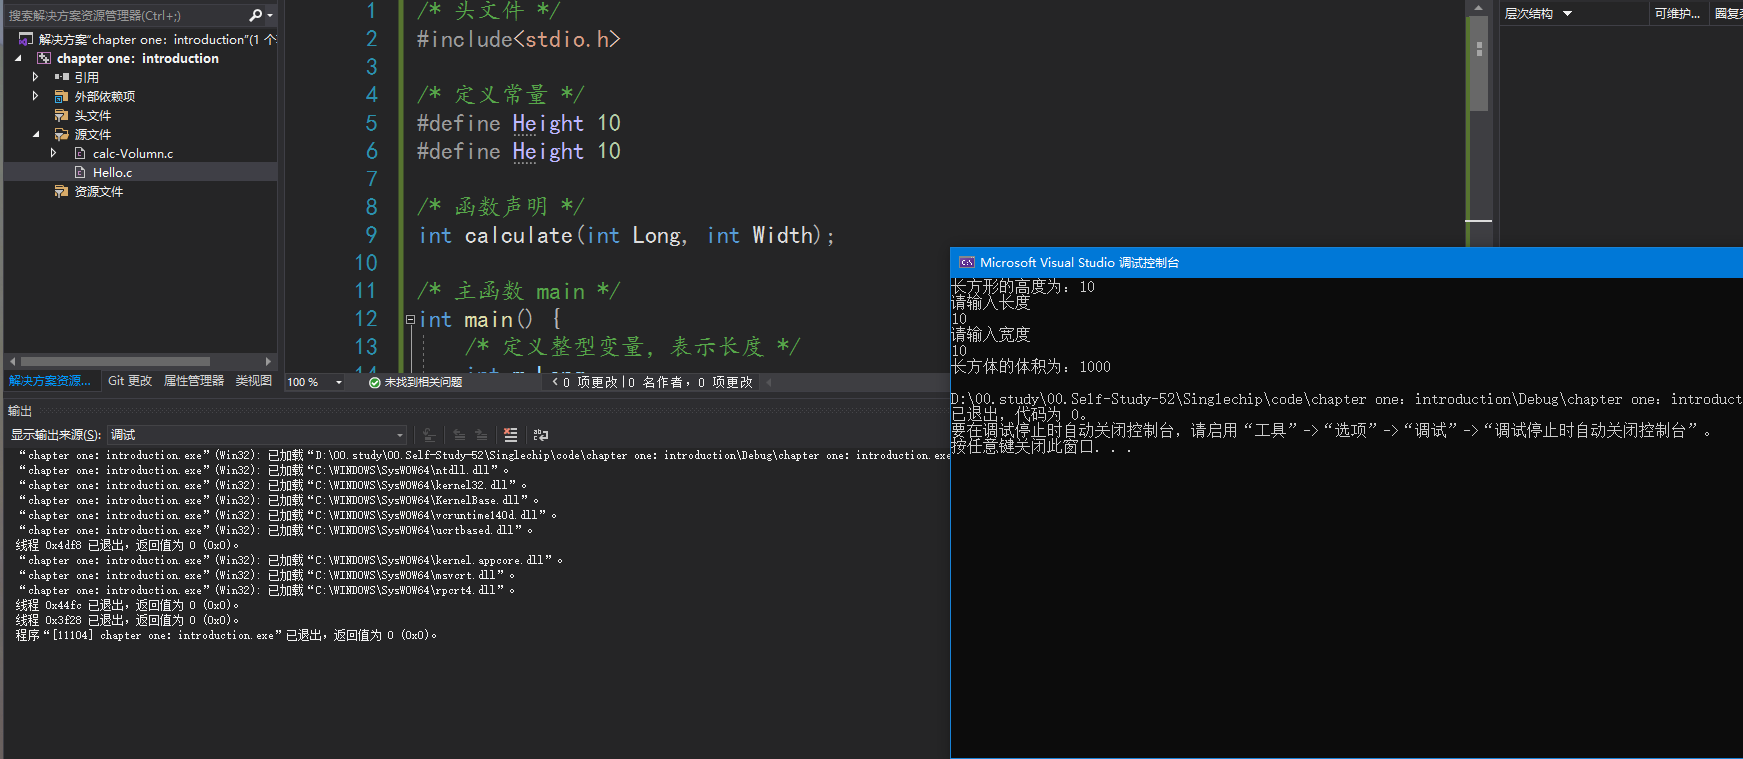 搜索解决方案资源管理器(Ctrl+;)
解决方案"chapter one: introduction"(1 个
chapter one: introduction
引用
外部依赖项
头文件
源文件
calc-Volumn.c
Hello.c
资源文件
解决方案资源... Git 更改 属性管理器 类视图
1 /* 头文件 */
2 #include<stdio.h>
3
4 /* 定义常量 */
5 #define Height 10
6 #define Height 10
7
8 /* 函数声明 */
9 int calculate(int Long, int Width);
10
11 /* 主函数 main */
12 int main() {
13 /* 定义整型变量，表示长度 */
14 int m_Long
100 % 未找到相关问题 0 项更改|0 名作者，0 项更改
层次结构 可维护... 圈复杂
输出
显示输出来源(S): 调试
“chapter one: introduction.exe”(Win32): 已加载“D:\00.study\00.Self-Study-52\Singlechip\code\chapter one: introduction\Debug\chapter one: introduction.exe
“chapter one: introduction.exe”(Win32): 已加载“C:\WINDOWS\SysWOW64\ntdll.dll”。
“chapter one: introduction.exe”(Win32): 已加载“C:\WINDOWS\SysWOW64\kernel32.dll”。
“chapter one: introduction.exe”(Win32): 已加载“C:\WINDOWS\SysWOW64\KernelBase.dll”。
“chapter one: introduction.exe”(Win32): 已加载“C:\WINDOWS\SysWOW64\vcruntime140d.dll”。
“chapter one: introduction.exe”(Win32): 已加载“C:\WINDOWS\SysWOW64\ucrtbased.dll”。
线程 0x4df8 已退出，返回值为 0 (0x0)。
“chapter one: introduction.exe”(Win32): 已加载“C:\WINDOWS\SysWOW64\kernel.appcore.dll”。
“chapter one: introduction.exe”(Win32): 已加载“C:\WINDOWS\SysWOW64\msvcrt.dll”。
“chapter one: introduction.exe”(Win32): 已加载“C:\WINDOWS\SysWOW64\rpcrt4.dll”。
线程 0x44fc 已退出，返回值为 0 (0x0)。
线程 0x3f28 已退出，返回值为 0 (0x0)。
程序“[11104] chapter one: introduction.exe”已退出，返回值为 0 (0x0)。
Microsoft Visual Studio 调试控制台
长方形的高度为: 10
请输入长度
10
请输入宽度
10
长方体的体积为: 1000
D:\00.study\00.Self-Study-52\Singlechip\code\chapter one: introduction\Debug\chapter one: introduct
已退出，代码为 0。
要在调试停止时自动关闭控制台，请启用“工具”->“选项”->“调试”->“调试停止时自动关闭控制台”。
按任意键关闭此窗口. . .